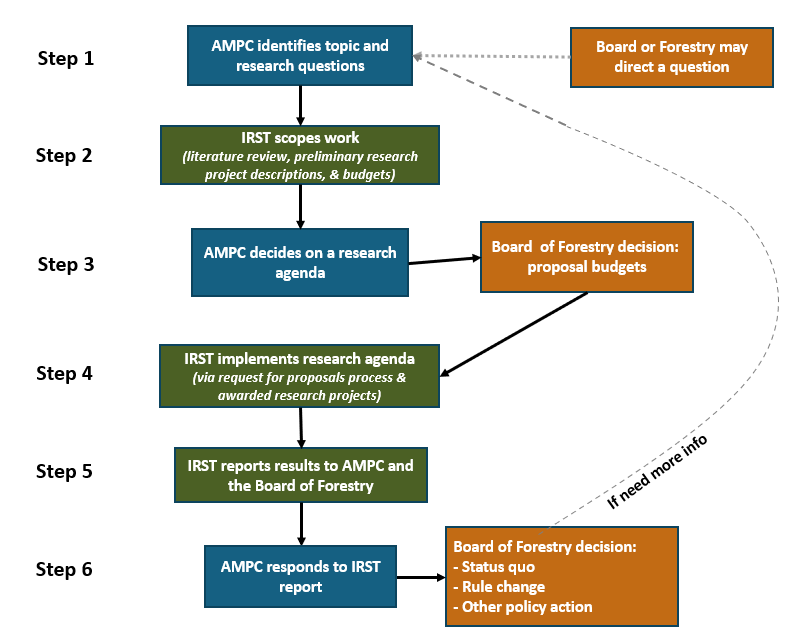 Step 1
AMPC identifies topic and
research questions
Board or Forestry may
direct a question
Step 2
IRST scopes work
(literature review, preliminary research
project descriptions, & budgets)
Step 3
AMPC decides on a research
agenda
Board of Forestry decision:
proposal budgets
Step 4
IRST implements research agenda
(via request for proposals process &
awarded research projects)
Step 5
IRST reports results to AMPC and
the Board of Forestry
If need more info
Step 6
AMPC responds to IRST
report
Board of Forestry decision:
- Status quo
- Rule change
- Other policy action